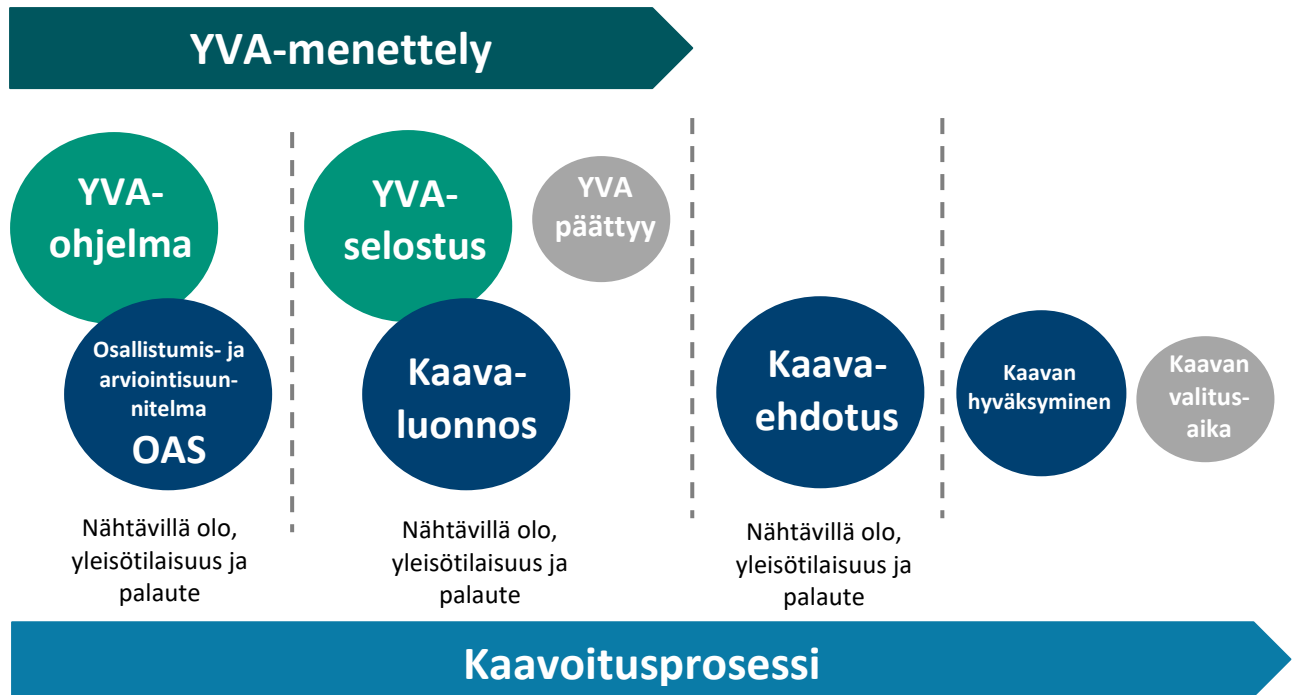 YVA-menettely
YVA-
ohjelma
Osallistumis- ja
arviointisuun-
nitelma
OAS
Nähtävillä olo,
yleisötilaisuus ja
palaute
YVA-
selostus
YVA
päättyy
Kaava-
luonnos
Nähtävillä olo,
yleisötilaisuus ja
palaute
Kaava-
ehdotus
Nähtävillä olo,
yleisötilaisuus ja
palaute
Kaavan
hyväksyminen
Kaavan
valitus-
aika
Kaavoitusprosessi